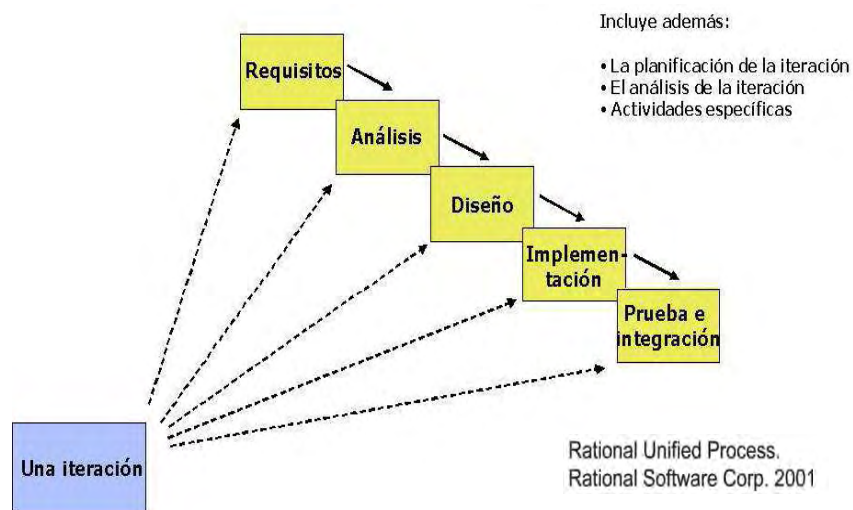 Incluye además:
• La planificación de la iteración
• El análisis de la iteración
• Actividades específicas
Requisitos
Análisis
Diseño
Implemen-
tación
Prueba e
integración
Una iteración
Rational Unified Process.
Rational Software Corp. 2001